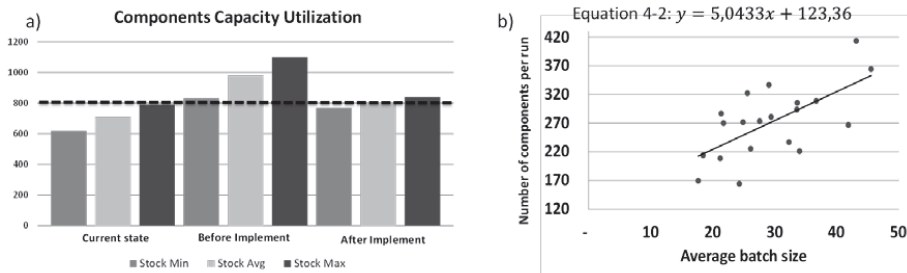 a)
Components Capacity Utilization
1200
1000
800
600
400
200
0
Current state
Before Implement
After Implement
Stock Min
Stock Avg
Stock Max
b)
Equation 4-2: y = 5,0433x + 123,36
Number of components per run
420
370
320
270
220
170
120
-
10
20
30
40
50
Average batch size